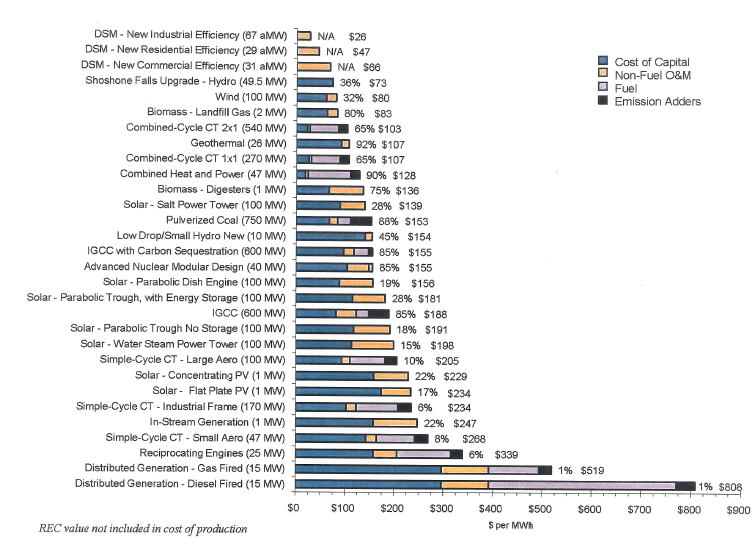 DSM - New Industrial Efficiency (67 aMW) N/A $26
DSM - New Residential Efficiency (29 aMW) N/A $47
DSM - New Commercial Efficiency (31 aMW) N/A $66
Shoshone Falls Upgrade - Hydro (49.5 MW) 36% $73
Wind (100 MW) 32% $80
Biomass - Landfill Gas (2 MW) 80% $83
Combined-Cycle CT 2x1 (540 MW) 65% $103
Geothermal (26 MW) 92% $107
Combined-Cycle CT 1x1 (270 MW) 65% $107
Combined Heat and Power (47 MW) 90% $128
Biomass - Digesters (1 MW) 75% $136
Solar - Salt Power Tower (100 MW) 28% $139
Pulverized Coal (750 MW) 88% $153
Low Drop/Small Hydro New (10 MW) 45% $154
IGCC with Carbon Sequestration (600 MW) 85% $155
Advanced Nuclear Modular Design (40 MW) 85% $155
Solar - Parabolic Dish Engine (100 MW) 19% $156
Solar - Parabolic Trough, with Energy Storage (100 MW) 28% $181
IGCC (600 MW) 85% $188
Solar - Parabolic Trough No Storage (100 MW) 18% $191
Solar - Water Steam Power Tower (100 MW) 15% $198
Simple-Cycle CT - Large Aero (100 MW) 10% $205
Solar - Concentrating PV (1 MW) 22% $229
Solar - Flat Plate PV (1 MW) 17% $234
Simple-Cycle CT - Industrial Frame (170 MW) 6% $234
In-Stream Generation (1 MW) 22% $247
Simple-Cycle CT - Small Aero (47 MW) 8% $268
Reciprocating Engines (25 MW) 6% $339
Distributed Generation - Gas Fired (15 MW) 1% $519
Distributed Generation - Diesel Fired (15 MW) 1% $808
Cost of Capital
Non-Fuel O&M
Fuel
Emission Adders
$0 $100 $200 $300 $400 $500 $600 $700 $800 $900
$ per MWh
REC value not included in cost of production